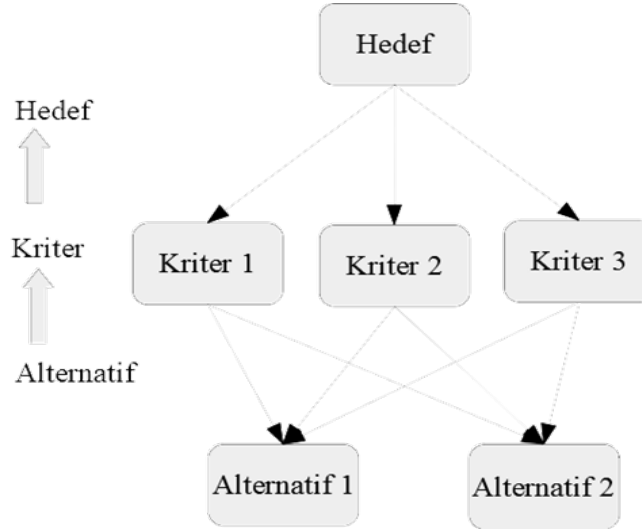 Hedef
Hedef
Kriter
Kriter 1
Kriter 2
Kriter 3
Alternatif
Alternatif 1
Alternatif 2